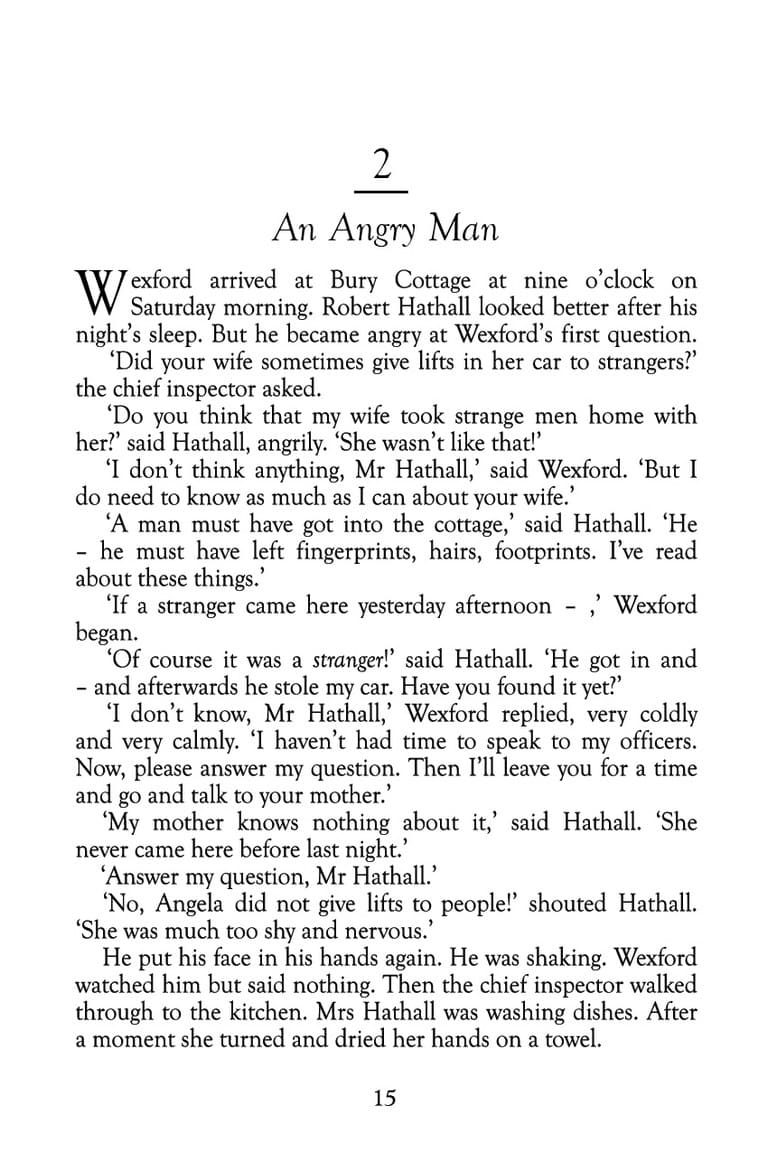 2
An Angry Man
Wexford arrived at Bury Cottage at nine o’clock on
Saturday morning. Robert Hathall looked better after his
night’s sleep. But he became angry at Wexford’s first question.
‘Did your wife sometimes give lifts in her car to strangers?’
the chief inspector asked.
‘Do you think that my wife took strange men home with
her?’ said Hathall, angrily. ‘She wasn’t like that!’
‘I don’t think anything, Mr Hathall,’ said Wexford. ‘But I
do need to know as much as I can about your wife.’
‘A man must have got into the cottage,’ said Hathall. ‘He
– he must have left fingerprints, hairs, footprints. I’ve read
about these things.’
‘If a stranger came here yesterday afternoon – ,’ Wexford
began.
‘Of course it was a stranger!’ said Hathall. ‘He got in and
– and afterwards he stole my car. Have you found it yet?’
‘I don’t know, Mr Hathall,’ Wexford replied, very coldly
and very calmly. ‘I haven’t had time to speak to my officers.
Now, please answer my question. Then I’ll leave you for a time
and go and talk to your mother.’
‘My mother knows nothing about it,’ said Hathall. ‘She
never came here before last night.’
‘Answer my question, Mr Hathall.’
‘No, Angela did not give lifts to people!’ shouted Hathall.
‘She was much too shy and nervous.’
He put his face in his hands again. He was shaking. Wexford
watched him but said nothing. Then the chief inspector walked
through to the kitchen. Mrs Hathall was washing dishes. After
a moment she turned and dried her hands on a towel.
15